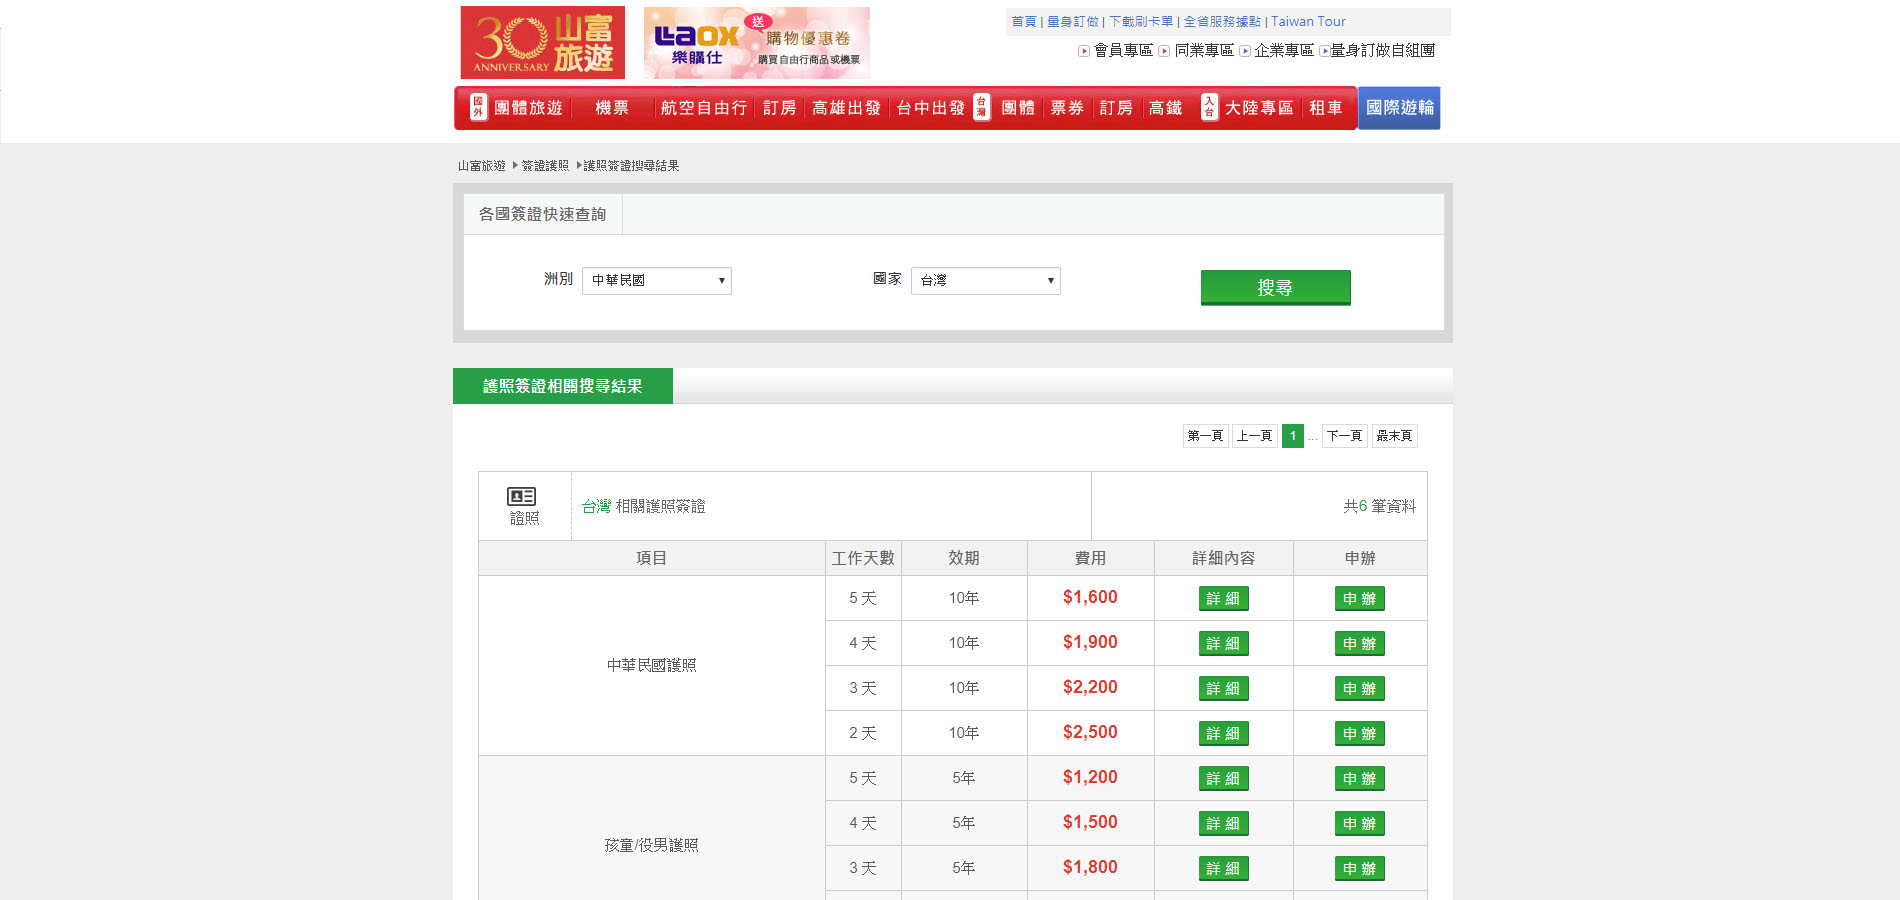 30 山富旅遊
ANNIVERSARY
LAOX 送 購物優惠卷
樂購仕 購買自由行商品或機票
首頁 | 量身訂做 | 下載刷卡單 | 全省服務據點 | Taiwan Tour
會員專區 同業專區 企業專區 量身訂做自組團
國外 團體旅遊 機票 航空自由行 訂房 高雄出發 台中出發 台灣 團體 票券 訂房 高鐵 入台 大陸專區 租車 國際遊輪
山富旅遊 簽證護照 護照簽證搜尋結果
各國簽證快速查詢
洲別 中華民國 國家 台灣 搜尋
護照簽證相關搜尋結果
第一頁 上一頁 1 ... 下一頁 最末頁
證照 台灣 相關護照簽證 共6 筆資料
項目 工作天數 效期 費用 詳細內容 申辦
中華民國護照
5 天 10年 $1,600 詳 細 申 辦
4 天 10年 $1,900 詳 細 申 辦
3 天 10年 $2,200 詳 細 申 辦
2 天 10年 $2,500 詳 細 申 辦
孩童/役男護照
5 天 5年 $1,200 詳 細 申 辦
4 天 5年 $1,500 詳 細 申 辦
3 天 5年 $1,800 詳 細 申 辦